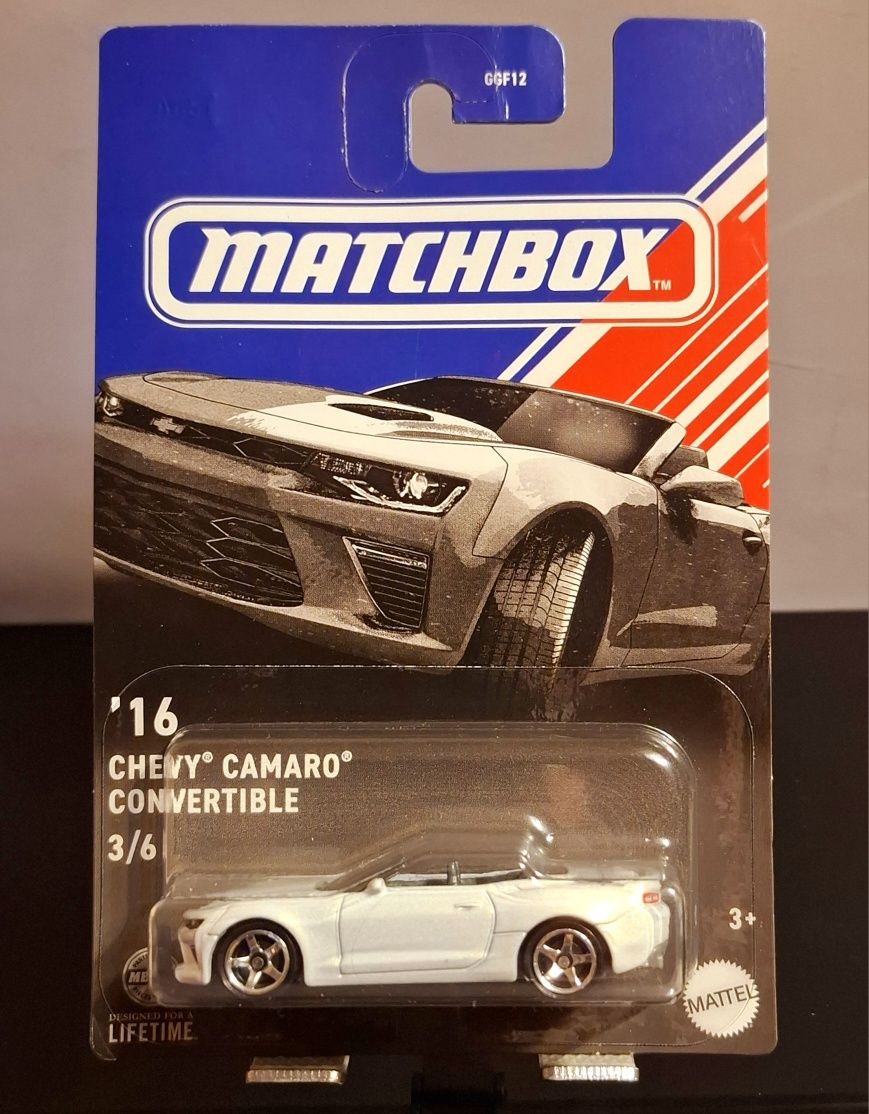 GGF12
MATCHBOX™
'16
CHEVY® CAMARO®
CONVERTIBLE
3/6
3+
MATTEL
DESIGNED FOR A
LIFETIME